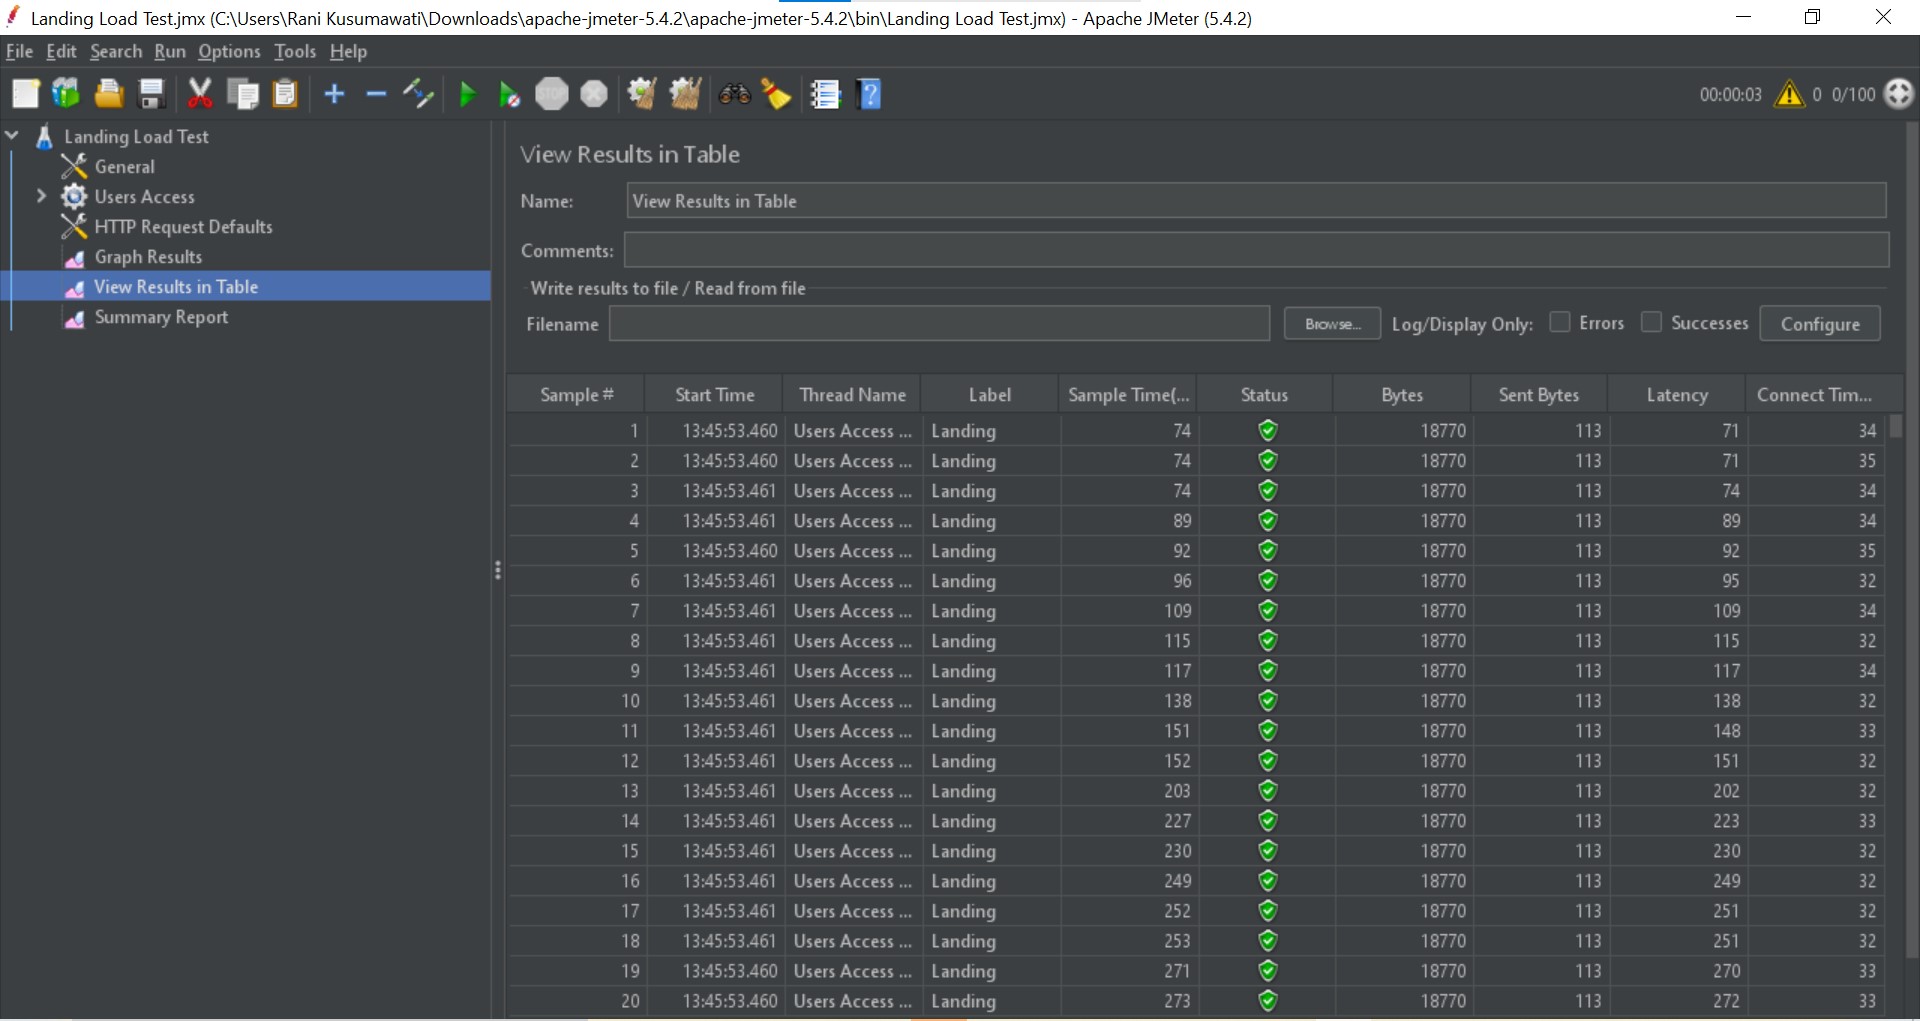 Landing Load Test.jmx (C:\Users\Rani Kusumawati\Downloads\apache-jmeter-5.4.2\apache-jmeter-5.4.2\bin\Landing Load Test.jmx) - Apache JMeter (5.4.2)
File Edit Search Run Options Tools Help
STOP 00:00:03 0 0/100
Landing Load Test
General
Users Access
HTTP Request Defaults
Graph Results
View Results in Table
Summary Report
View Results in Table
Name: View Results in Table
Comments:
Write results to file / Read from file
Filename Browse... Log/Display Only: Errors Successes Configure
Sample # Start Time Thread Name Label Sample Time(... Status Bytes Sent Bytes Latency Connect Tim...
1 13:45:53.460 Users Access ... Landing 74 18770 113 71 34
2 13:45:53.460 Users Access ... Landing 74 18770 113 71 35
3 13:45:53.461 Users Access ... Landing 74 18770 113 74 34
4 13:45:53.461 Users Access ... Landing 89 18770 113 89 34
5 13:45:53.460 Users Access ... Landing 92 18770 113 92 35
6 13:45:53.461 Users Access ... Landing 96 18770 113 95 32
7 13:45:53.461 Users Access ... Landing 109 18770 113 109 34
8 13:45:53.461 Users Access ... Landing 115 18770 113 115 32
9 13:45:53.461 Users Access ... Landing 117 18770 113 117 34
10 13:45:53.461 Users Access ... Landing 138 18770 113 138 32
11 13:45:53.461 Users Access ... Landing 151 18770 113 148 33
12 13:45:53.461 Users Access ... Landing 152 18770 113 151 32
13 13:45:53.461 Users Access ... Landing 203 18770 113 202 32
14 13:45:53.461 Users Access ... Landing 227 18770 113 223 33
15 13:45:53.461 Users Access ... Landing 230 18770 113 230 32
16 13:45:53.461 Users Access ... Landing 249 18770 113 249 32
17 13:45:53.461 Users Access ... Landing 252 18770 113 251 32
18 13:45:53.461 Users Access ... Landing 253 18770 113 251 32
19 13:45:53.460 Users Access ... Landing 271 18770 113 270 33
20 13:45:53.460 Users Access ... Landing 273 18770 113 272 33